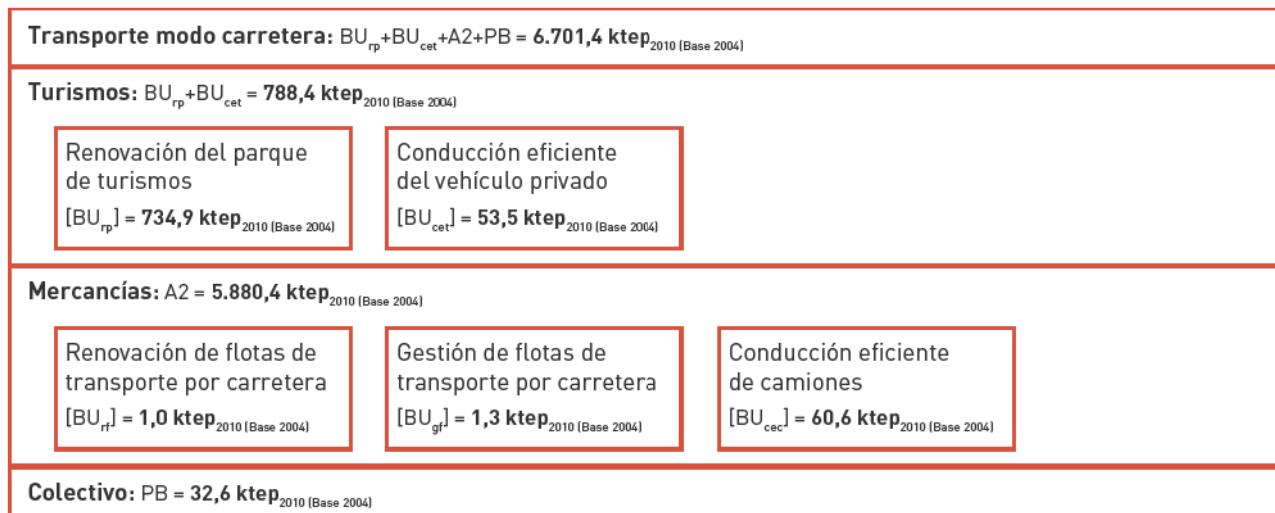 Transporte modo carretera: BUrp+BUcet+A2+PB = 6.701,4 ktep2010 (Base 2004)
Turismos: BUrp+BUcet = 788,4 ktep2010 (Base 2004)
Renovación del parque
de turismos
[BUrp] = 734,9 ktep2010 (Base 2004)
Conducción eficiente
del vehículo privado
[BUcet] = 53,5 ktep2010 (Base 2004)
Mercancías: A2 = 5.880,4 ktep2010 (Base 2004)
Renovación de flotas de
transporte por carretera
[BUrf] = 1,0 ktep2010 (Base 2004)
Gestión de flotas de
transporte por carretera
[BUgf] = 1,3 ktep2010 (Base 2004)
Conducción eficiente
de camiones
[BUcec] = 60,6 ktep2010 (Base 2004)
Colectivo: PB = 32,6 ktep2010 (Base 2004)